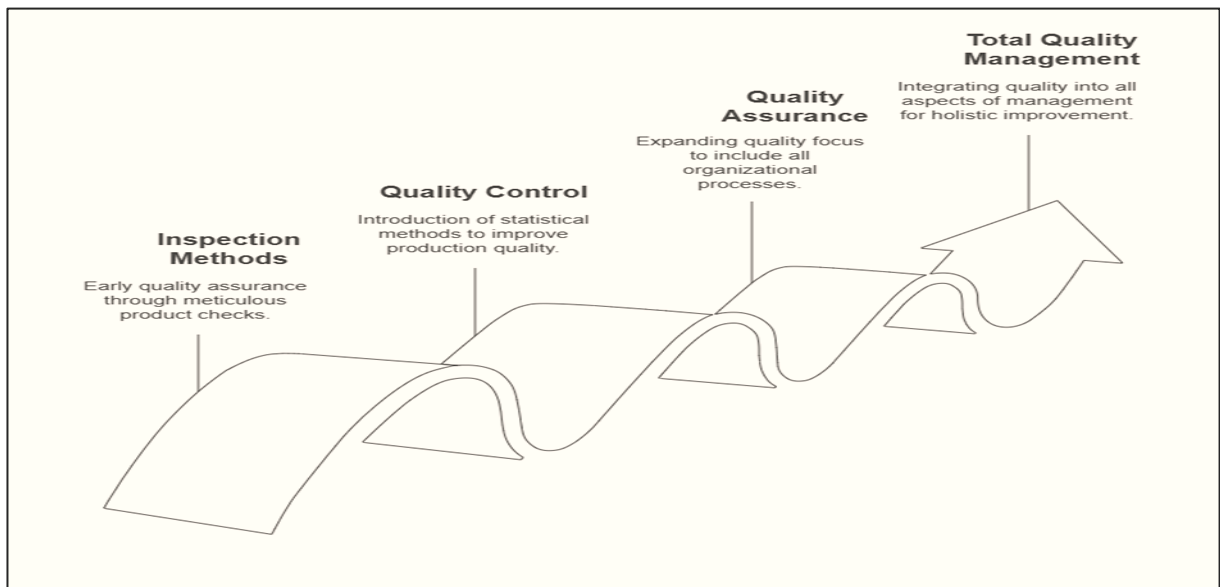 Inspection
Methods
Early quality assurance
through meticulous
product checks.
Quality Control
Introduction of statistical
methods to improve
production quality.
Quality
Assurance
Expanding quality focus
to include all
organizational
processes.
Total Quality
Management
Integrating quality into all
aspects of management
for holistic improvement.